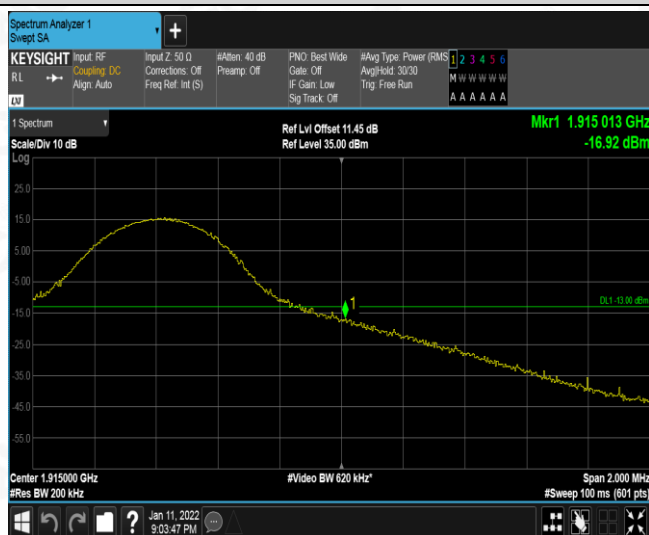 Spectrum Analyzer 1
Swept SA
+
KEYSIGHT
RL
Input: RF
Coupling: DC
Align: Auto
Input Z: 50 Ω
Corrections: Off
Freq Ref: Int (S)
#Atten: 40 dB
Preamp: Off
PNO: Best Wide
Gate: Off
IF Gain: Low
Sig Track: Off
#Avg Type: Power (RMS
Avg|Hold: 30/30
Trig: Free Run
1 2 3 4 5 6
M W W W W W
A A A A A A
1 Spectrum
Scale/Div 10 dB
Ref Lvl Offset 11.45 dB
Ref Level 35.00 dBm
Mkr1 1.915 013 GHz
-16.92 dBm
Log
25.0
15.0
5.00
-5.00
-15.0
-25.0
-35.0
-45.0
-55.0
1
DL1 -13.00 dBm
Center 1.915000 GHz
#Res BW 200 kHz
#Video BW 620 kHz*
Span 2.000 MHz
#Sweep 100 ms (601 pts)
?
Jan 11, 2022
9:03:47 PM